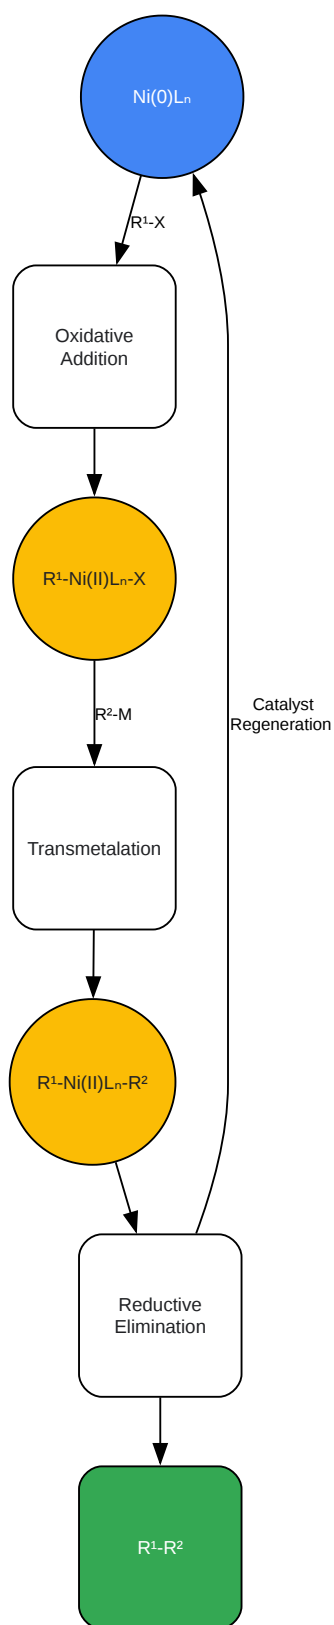 Ni(0)Lₙ
R¹-X
Oxidative
Addition
R¹-Ni(II)Lₙ-X
R²-M
Catalyst
Regeneration
Transmetalation
R¹-Ni(II)Lₙ-R²
Reductive
Elimination
R¹-R²